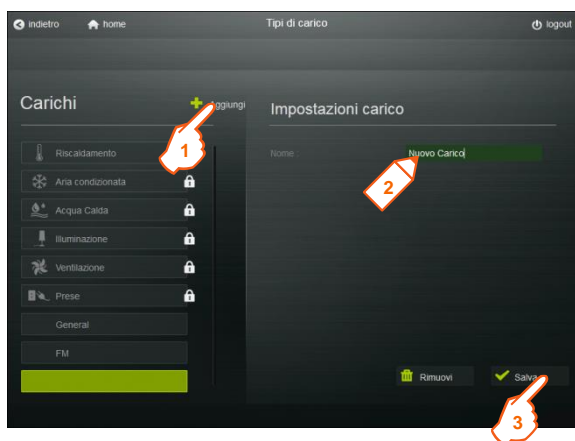 indietro home Tipi di carico logout
Carichi Aggiungi Impostazioni carico
Riscaldamento 1 Nome Nuovo Carico
Aria condizionata 2
Acqua Calda
Illuminazione
Ventilazione
Prese
General
FM
Rimuovi Salva
3